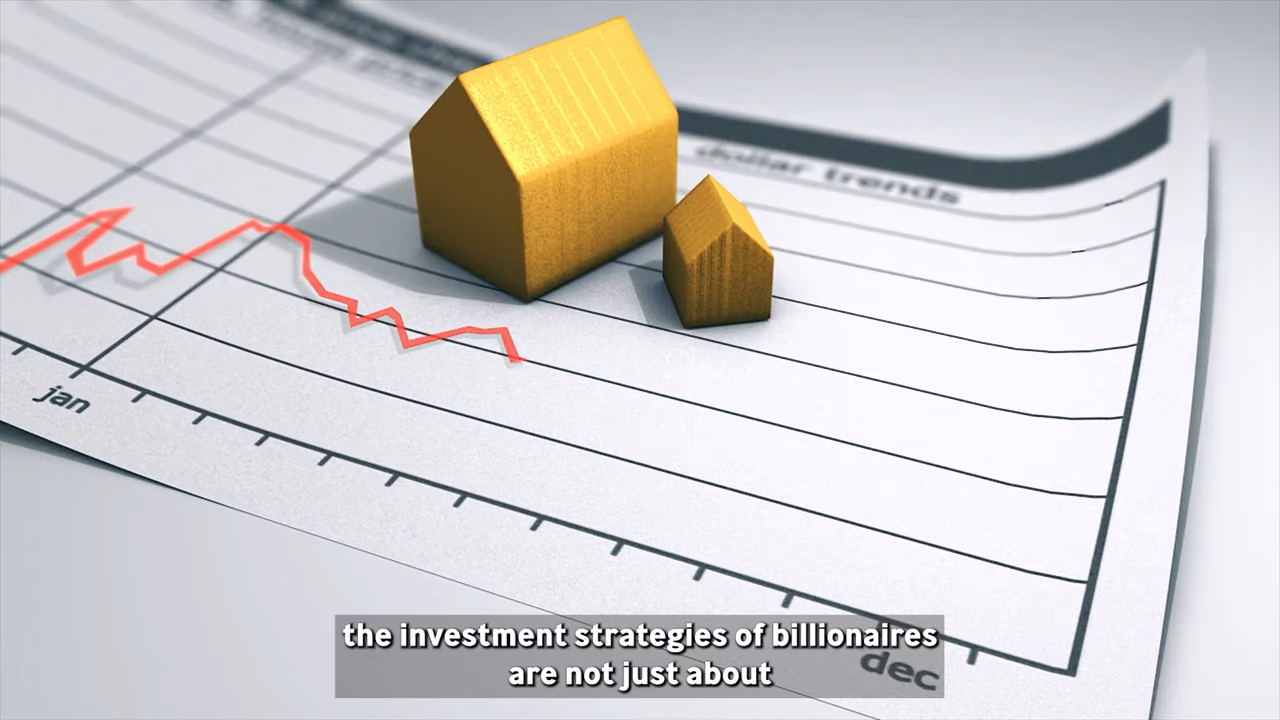 dollar trends
jan
dec
the investment strategies of billionaires
are not just about